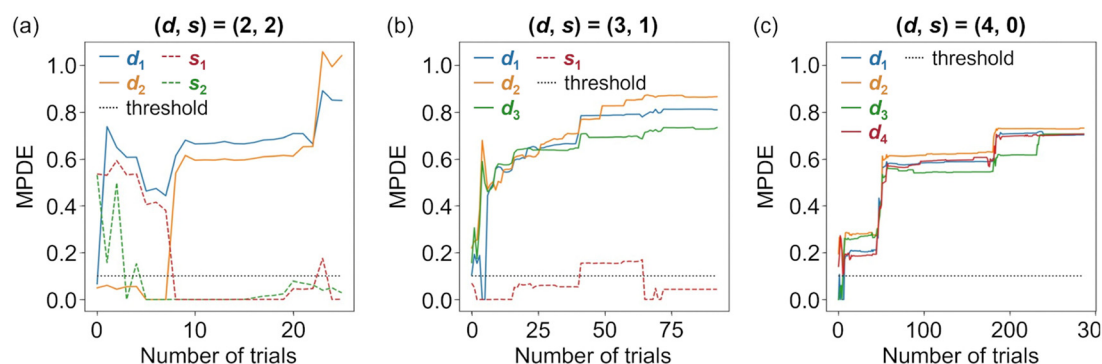 (a) (d, s) = (2, 2)
MPDE
1.0
0.8
0.6
0.4
0.2
0.0
d1 s1
d2 s2
threshold
0 10 20
Number of trials
(b) (d, s) = (3, 1)
MPDE
1.0
0.8
0.6
0.4
0.2
0.0
d1 s1
d2 threshold
d3
0 25 50 75
Number of trials
(c) (d, s) = (4, 0)
MPDE
1.0
0.8
0.6
0.4
0.2
0.0
d1 threshold
d2
d3
d4
0 100 200
Number of trials